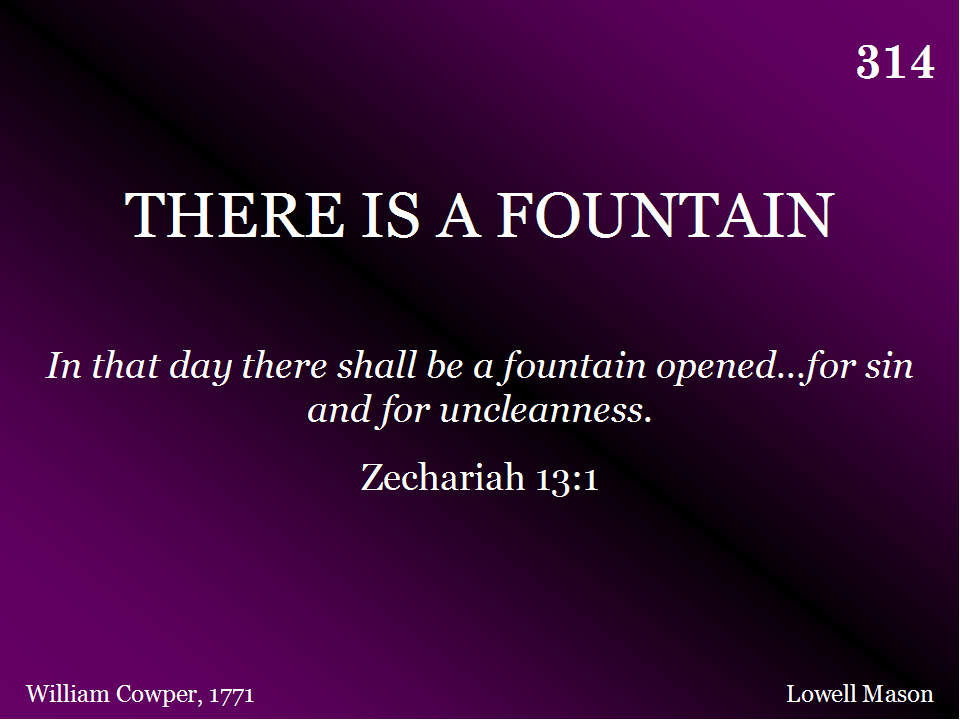 314
THERE IS A FOUNTAIN
In that day there shall be a fountain opened...for sin
and for uncleanness.
Zechariah 13:1
William Cowper, 1771
Lowell Mason